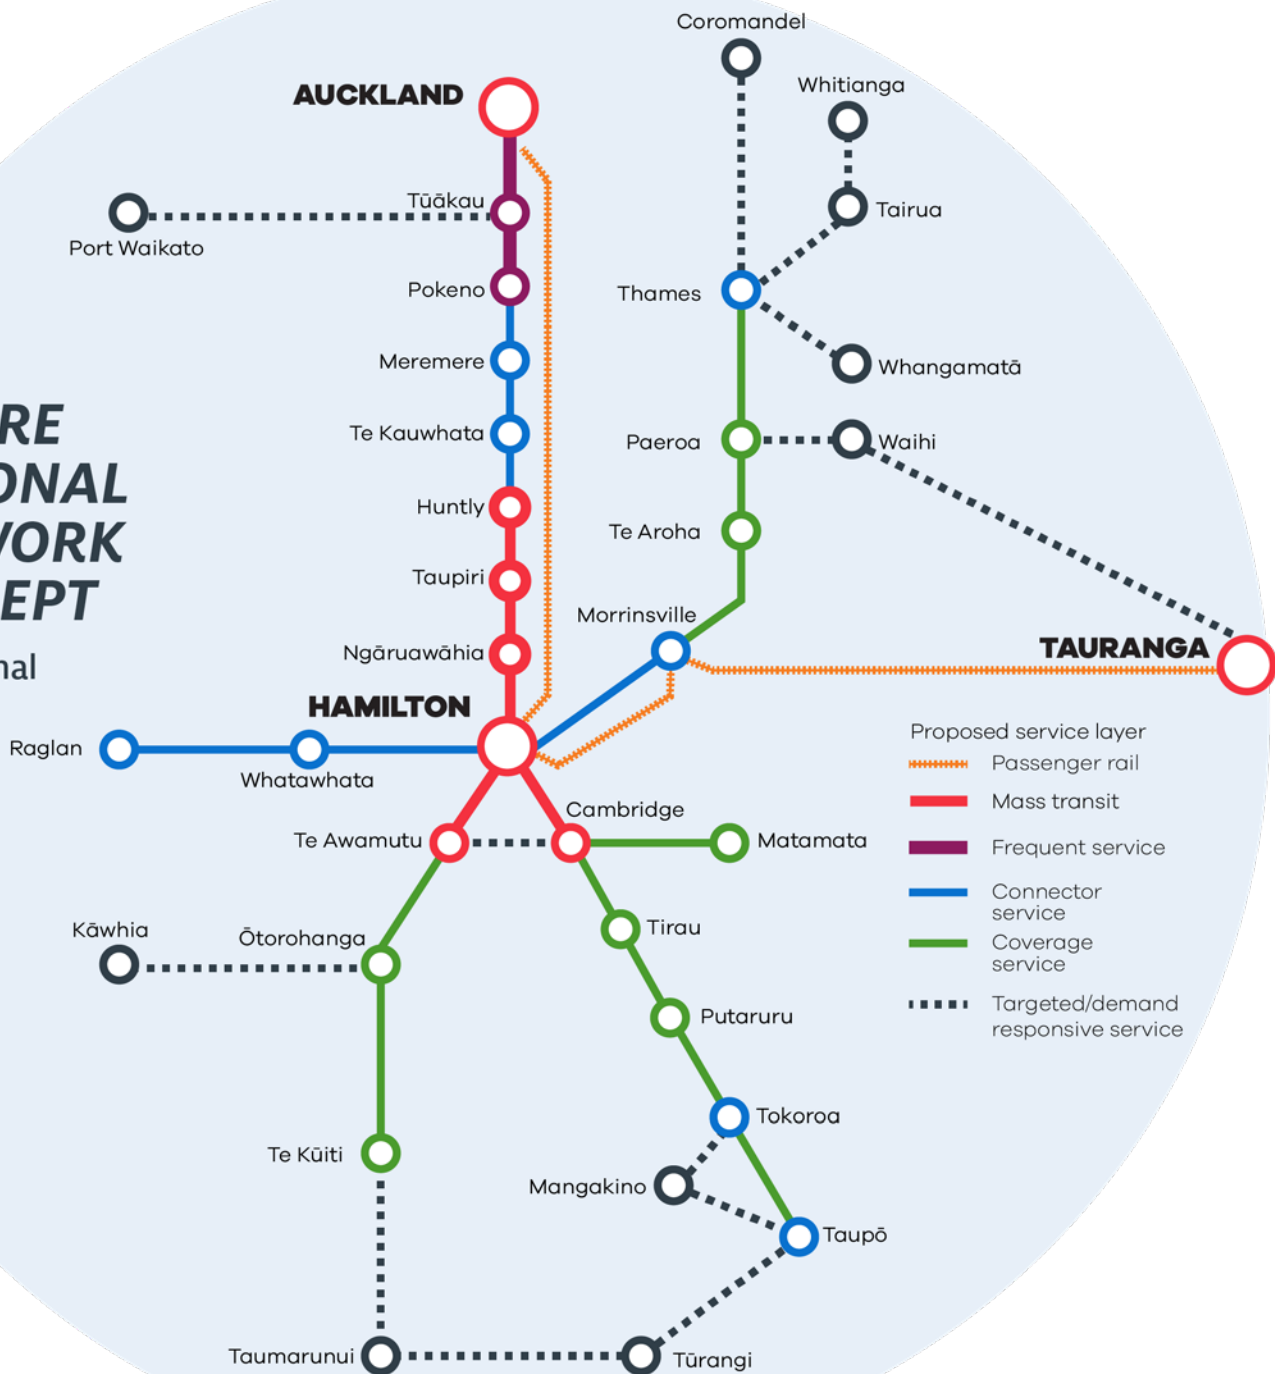 Coromandel
Whitianga
AUCKLAND
Tūākau
Tairua
Port Waikato
Pokeno
Thames
Meremere
Whangamatā
RE
Te Kauwhata
Paeroa
Waihi
ONAL
Huntly
Te Aroha
WORK
Taupiri
EPT
Morrinsville
Ngāruawāhia
TAURANGA
nal
HAMILTON
Raglan
Whatawhata
Proposed service layer
Passenger rail
Mass transit
Frequent service
Connector
service
Coverage
service
Targeted/demand
responsive service
Cambridge
Te Awamutu
Matamata
Kāwhia
Ōtorohanga
Tirau
Putaruru
Tokoroa
Te Kūiti
Mangakino
Taupō
Taumarunui
Tūrangi